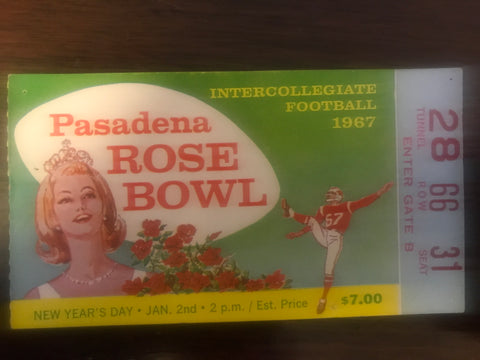 INTERCOLLEGIATE
FOOTBALL
1967
Pasadena
ROSE
BOWL
67
NEW YEAR'S DAY • JAN. 2nd • 2 p.m. / Est. Price $7.00
28 66 31
TUNNEL ROW SEAT
ENTER GATE B